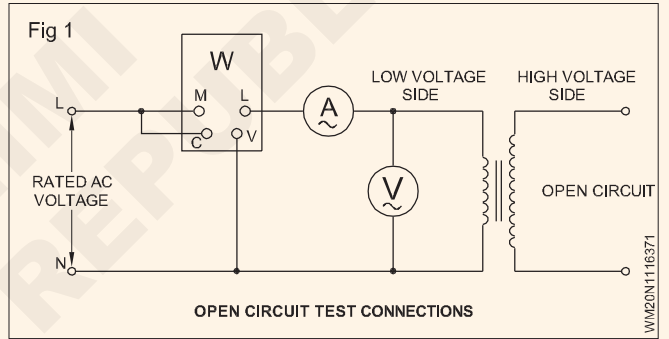 Fig 1
W
M
L
C
V
L
A
~
LOW VOLTAGE
SIDE
HIGH VOLTAGE
SIDE
V
~
RATED AC
VOLTAGE
OPEN CIRCUIT
N
OPEN CIRCUIT TEST CONNECTIONS
WM20N1116371